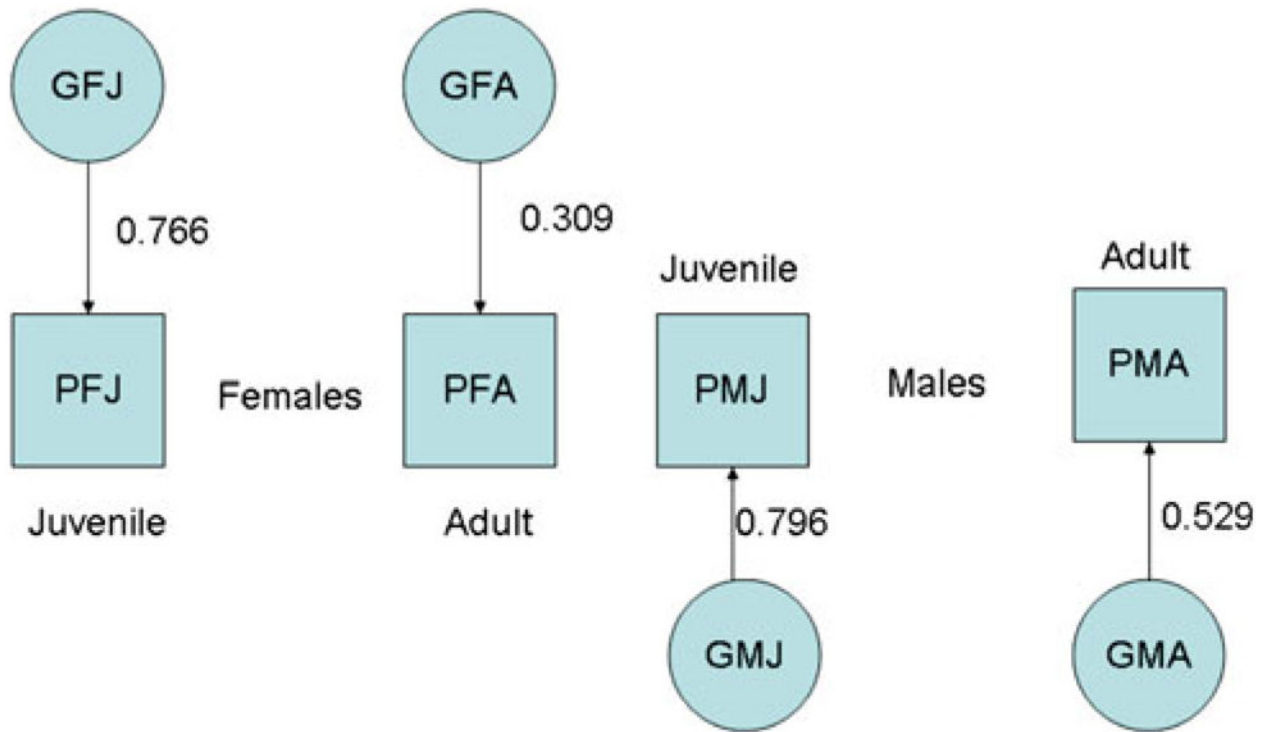 GFJ
GFA
0.766
0.309
Juvenile
Adult
PFJ
Females
PFA
PMJ
Males
PMA
Juvenile
Adult
0.796
0.529
GMJ
GMA